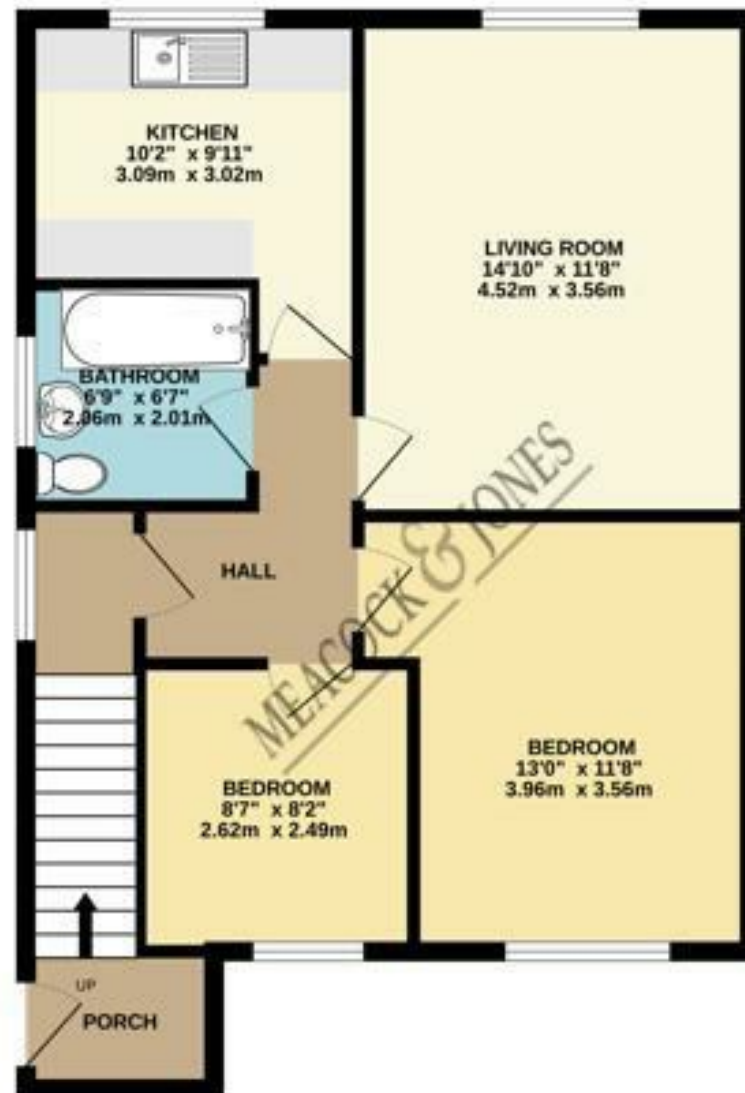 KITCHEN
10'2" x 9'11"
3.09m x 3.02m
LIVING ROOM
14'10" x 11'8"
4.52m x 3.56m
BATHROOM
6'9" x 6'7"
2.06m x 2.01m
HALL
MEACOCK & JONES
BEDROOM
13'0" x 11'8"
3.96m x 3.56m
BEDROOM
8'7" x 8'2"
2.62m x 2.49m
UP
PORCH